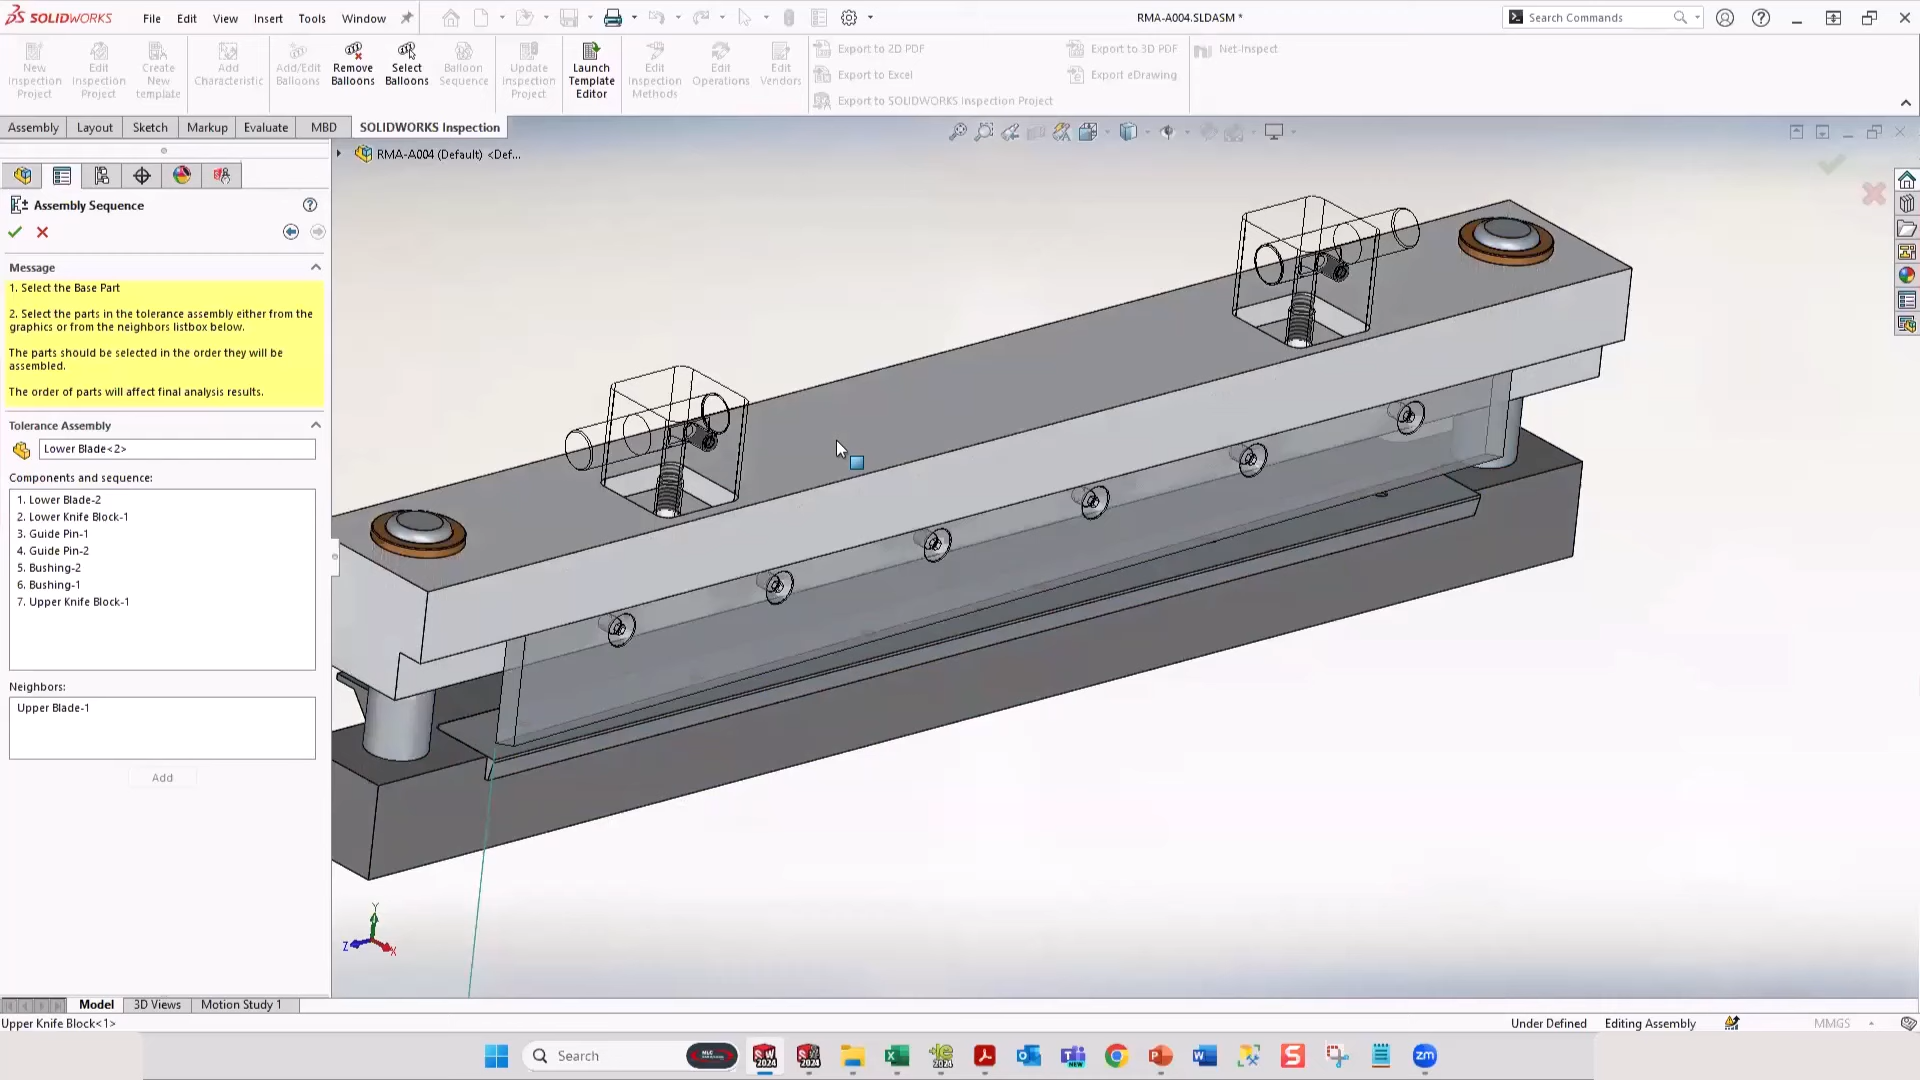 SOLIDWORKS
File Edit View Insert Tools Window
RMA-A004.SLDASM *
Search Commands
New Inspection Project
Edit Inspection Project
Create New template
Add Characteristic
Add/Edit Balloons
Remove Balloons
Select Balloons
Balloon Sequence
Update Inspection Project
Launch Template Editor
Edit Inspection Methods
Edit Operations
Edit Vendors
Export to 2D PDF
Export to Excel
Export to SOLIDWORKS Inspection Project
Export to 3D PDF
Export eDrawing
Net-Inspect
Assembly Layout Sketch Markup Evaluate MBD SOLIDWORKS Inspection
RMA-A004 (Default) <Def...
Assembly Sequence
Message
1. Select the Base Part
2. Select the parts in the tolerance assembly either from the
graphics or from the neighbors listbox below.
The parts should be selected in the order they will be
assembled.
The order of parts will affect final analysis results.
Tolerance Assembly
Lower Blade<2>
Components and sequence:
1. Lower Blade-2
2. Lower Knife Block-1
3. Guide Pin-1
4. Guide Pin-2
5. Bushing-2
6. Bushing-1
7. Upper Knife Block-1
Neighbors:
Upper Blade-1
Add
Y
Z
X
Model 3D Views Motion Study 1
Upper Knife Block<1>
Under Defined Editing Assembly MMGS
Search
MLC
SW 2024
2024
2024
NEW
zm